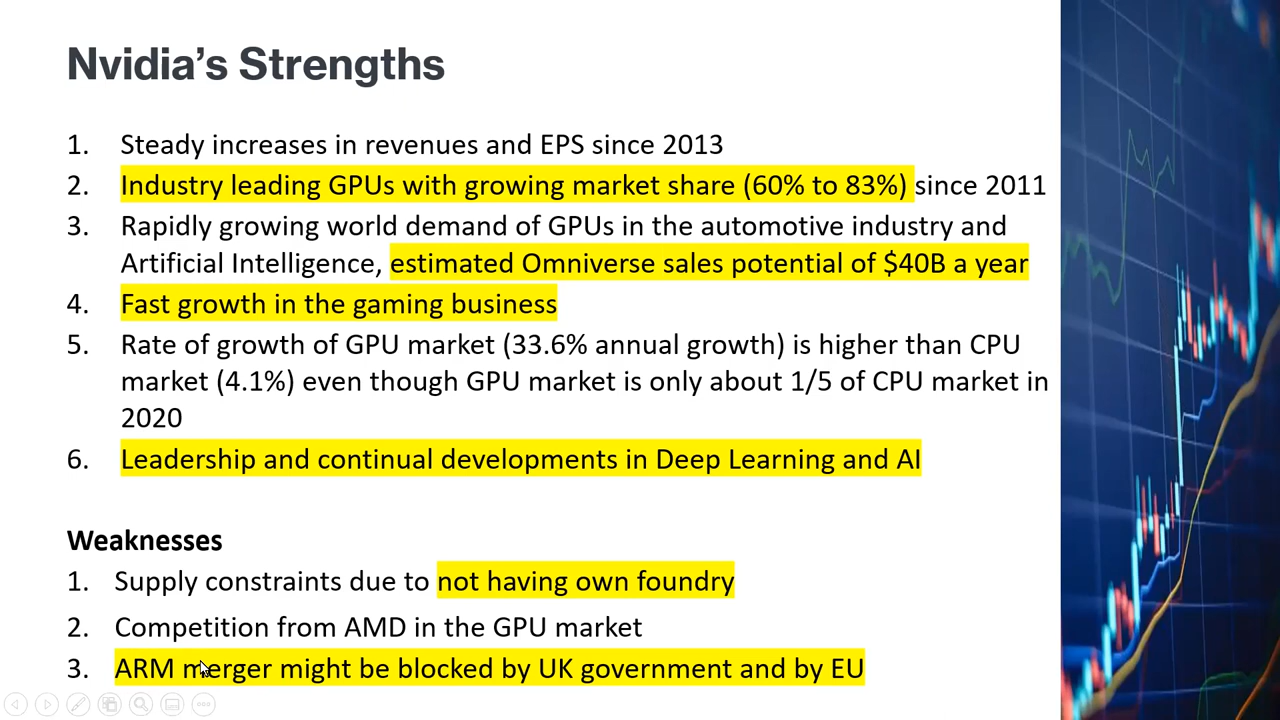 Nvidia’s Strengths
1. Steady increases in revenues and EPS since 2013
2. Industry leading GPUs with growing market share (60% to 83%) since 2011
3. Rapidly growing world demand of GPUs in the automotive industry and
Artificial Intelligence, estimated Omniverse sales potential of $40B a year
4. Fast growth in the gaming business
5. Rate of growth of GPU market (33.6% annual growth) is higher than CPU
market (4.1%) even though GPU market is only about 1/5 of CPU market in
2020
6. Leadership and continual developments in Deep Learning and AI
Weaknesses
1. Supply constraints due to not having own foundry
2. Competition from AMD in the GPU market
3. ARM merger might be blocked by UK government and by EU